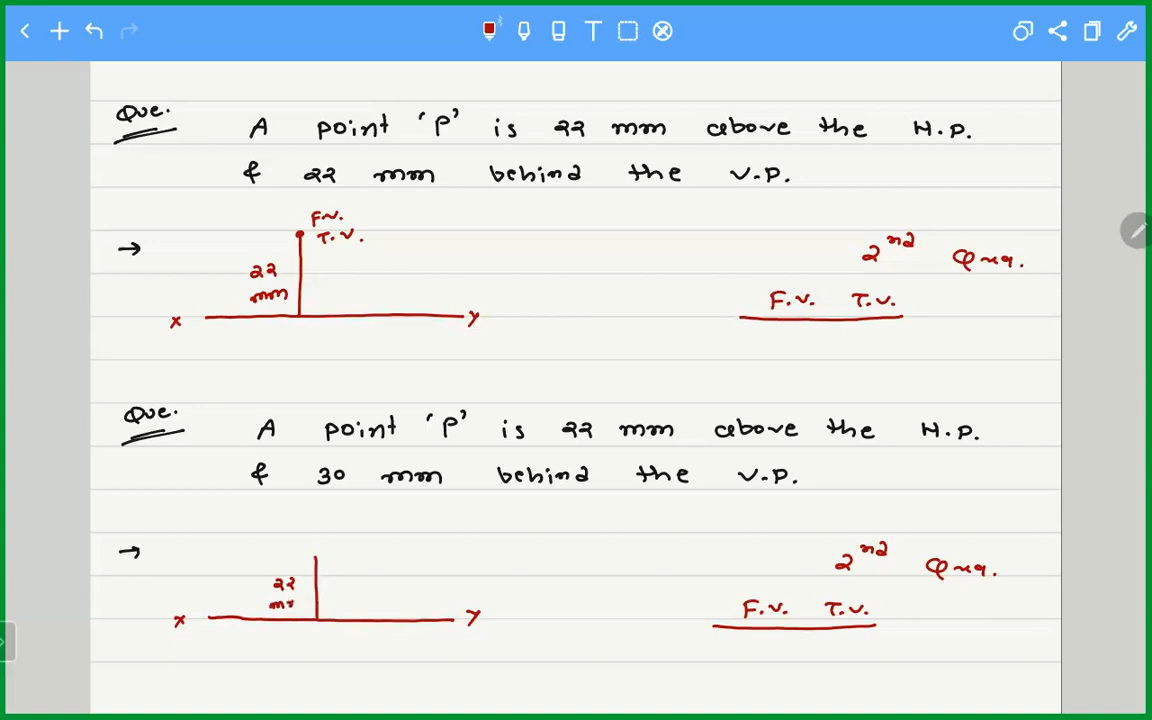 Que. A point 'P' is 22 mm above the H.P.
& 22 mm behind the V.P.
→ F.V.
T.V.
22
mm
X Y
2nd Qua.
F.V. T.V.
Que. A point 'P' is 22 mm above the H.P.
& 30 mm behind the V.P.
→ 22
mm
X Y
2nd Qua.
F.V. T.V.